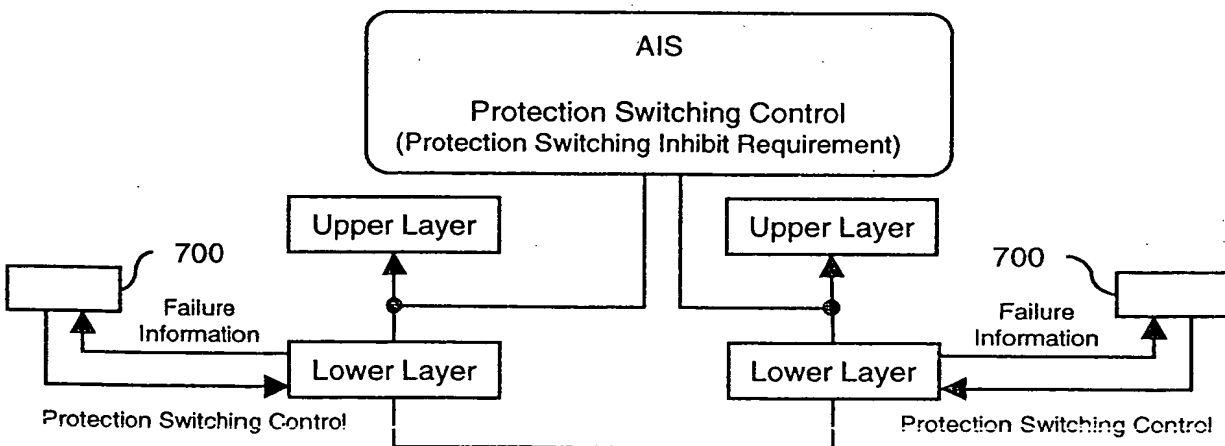 AIS
Protection Switching Control
(Protection Switching Inhibit Requirement)
Upper Layer
Upper Layer
700
700
Failure
Information
Failure
Information
Lower Layer
Lower Layer
Protection Switching Control
Protection Switching Control